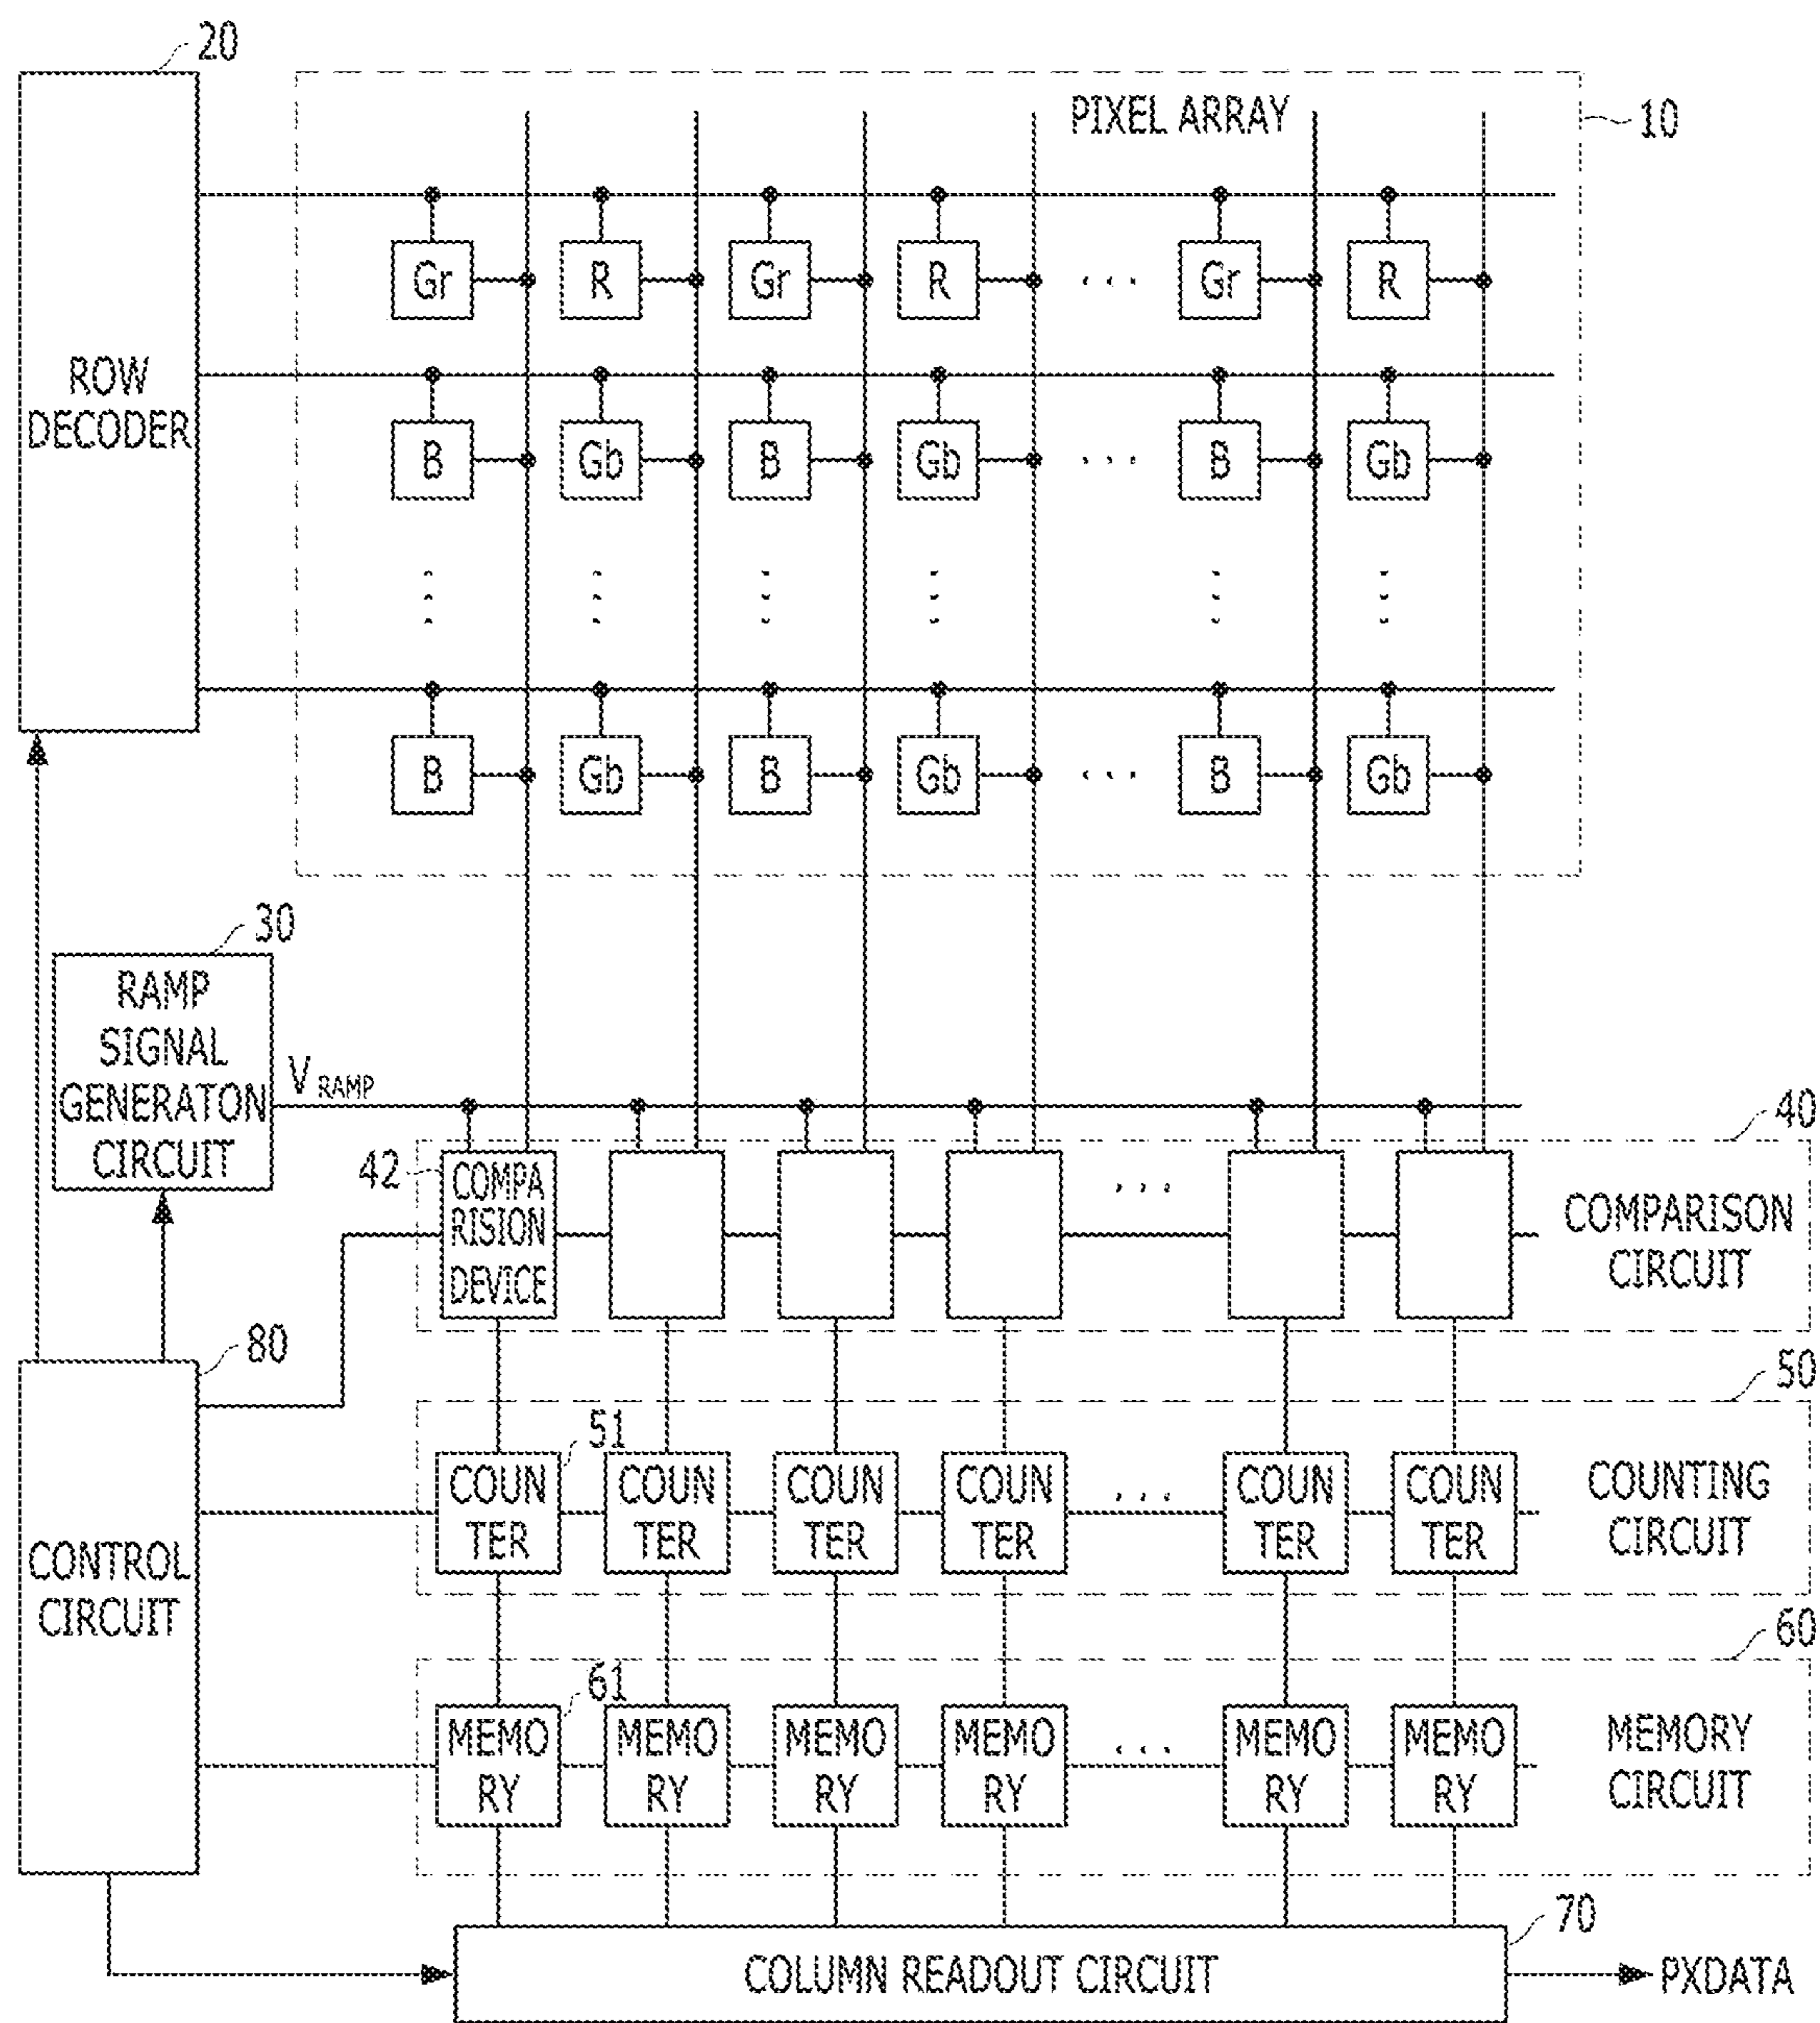 20
PIXEL ARRAY
10
Gr R Gr R ... Gr R
ROW
DECODER
B Gb B Gb ... B Gb
B Gb B Gb ... B Gb
30
RAMP
SIGNAL
GENERATON
CIRCUIT
V RAMP
40
42
COMPA
RISION
DEVICE
...
COMPARISON
CIRCUIT
80
50
51
COUN COUN COUN COUN ... COUN COUN
TER TER TER TER TER TER
COUNTING
CIRCUIT
CONTROL
CIRCUIT
60
61
MEMO MEMO MEMO MEMO ... MEMO MEMO
RY RY RY RY RY RY
MEMORY
CIRCUIT
70
COLUMN READOUT CIRCUIT
PXDATA